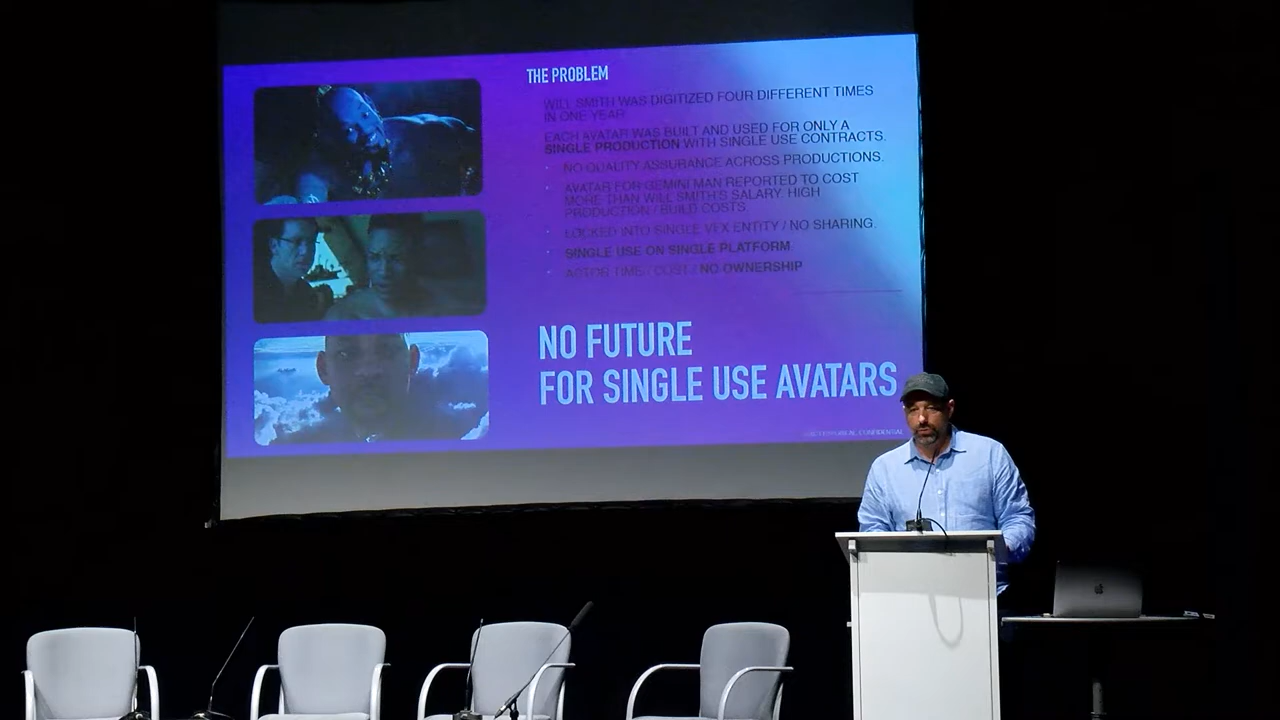 THE PROBLEM
WILL SMITH WAS DIGITIZED FOUR DIFFERENT TIMES
IN ONE YEAR
EACH AVATAR WAS BUILT AND USED FOR ONLY A
SINGLE PRODUCTION WITH SINGLE USE CONTRACTS.
NO QUALITY ASSURANCE ACROSS PRODUCTIONS.
AVATAR FOR GEMINI MAN REPORTED TO COST
MORE THAN WILL SMITH'S SALARY. HIGH
PRODUCTION / BUILD COSTS.
LOCKED INTO SINGLE VFX ENTITY / NO SHARING.
SINGLE USE ON SINGLE PLATFORM
ACTOR TIME / COST / NO OWNERSHIP
NO FUTURE
FOR SINGLE USE AVATARS
CONFIDENTIAL